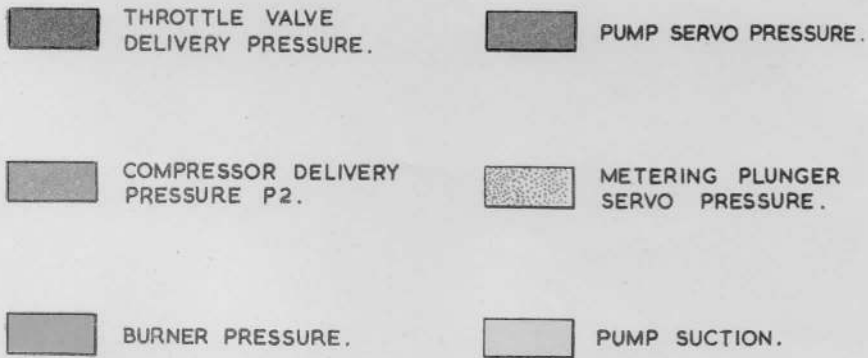 THROTTLE VALVE
DELIVERY PRESSURE.
PUMP SERVO PRESSURE.
COMPRESSOR DELIVERY
PRESSURE P2.
METERING PLUNGER
SERVO PRESSURE.
BURNER PRESSURE.
PUMP SUCTION.